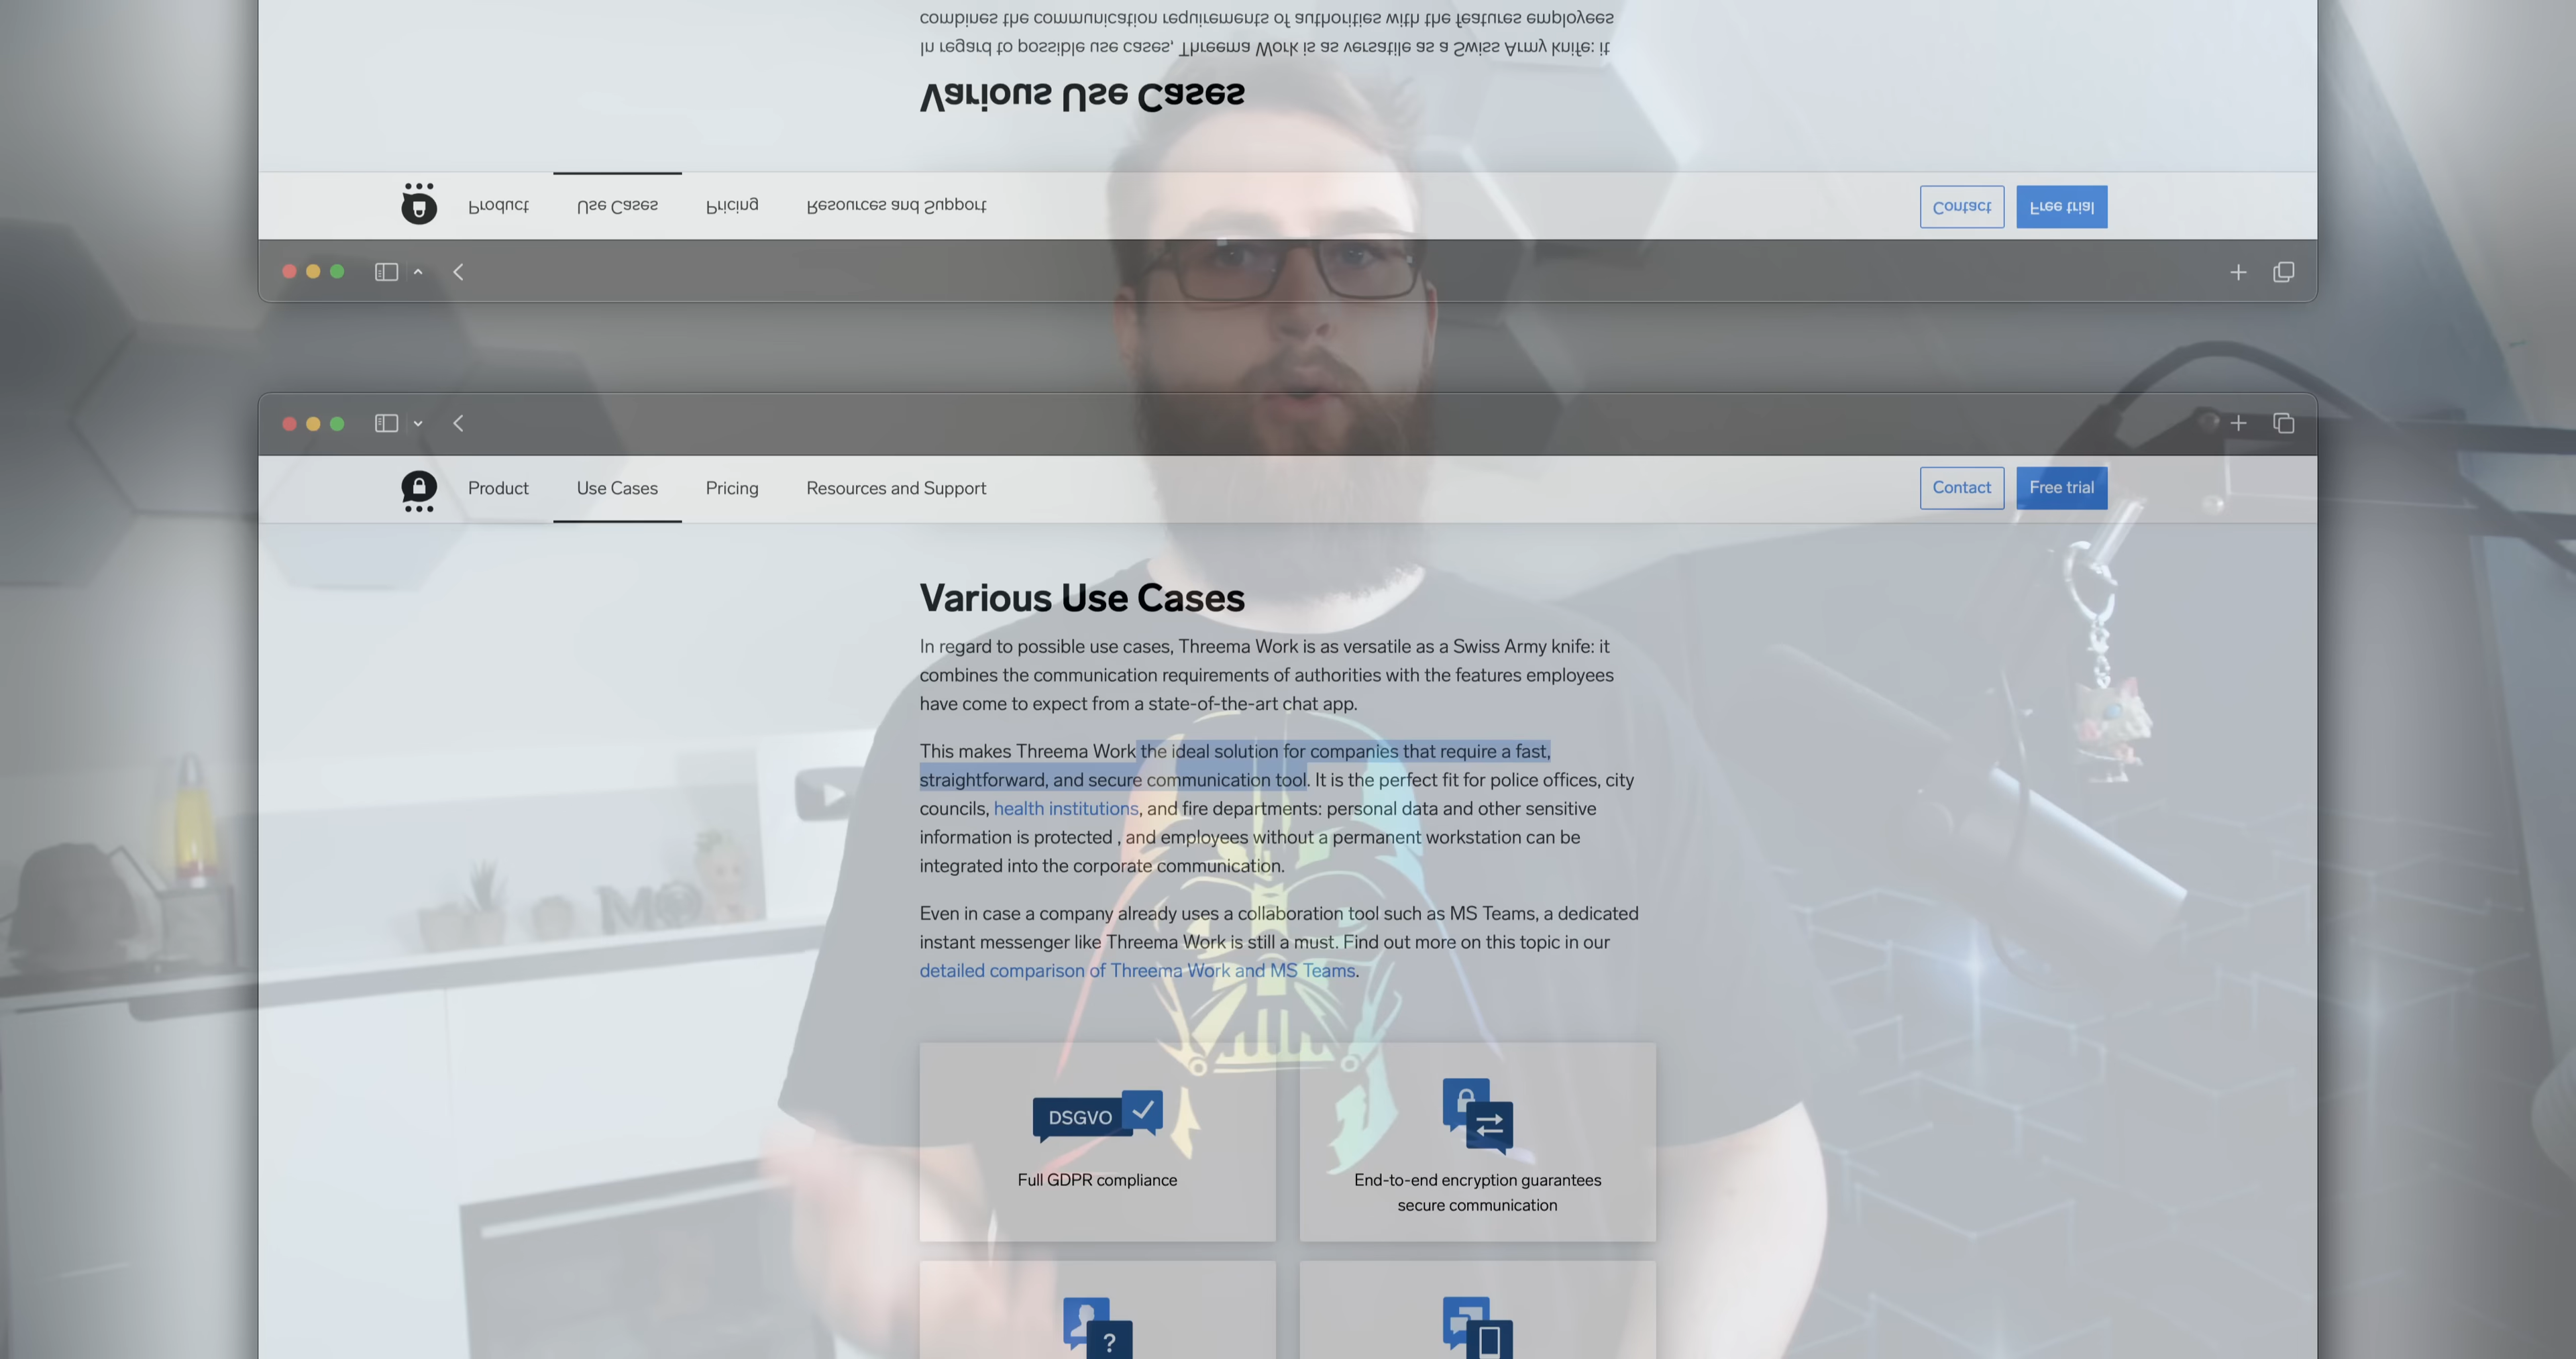 combines the communication requirements of authorities with the features employees
In regard to possible use cases, Threema Work is as versatile as a Swiss Army knife: it
Various Use Cases
Product Use Cases Pricing Resources and Support Contact Free trial
Product Use Cases Pricing Resources and Support Contact Free trial
Various Use Cases
In regard to possible use cases, Threema Work is as versatile as a Swiss Army knife: it
combines the communication requirements of authorities with the features employees
have come to expect from a state-of-the-art chat app.
This makes Threema Work the ideal solution for companies that require a fast,
straightforward, and secure communication tool. It is the perfect fit for police offices, city
councils, health institutions, and fire departments: personal data and other sensitive
information is protected , and employees without a permanent workstation can be
integrated into the corporate communication.
Even in case a company already uses a collaboration tool such as MS Teams, a dedicated
instant messenger like Threema Work is still a must. Find out more on this topic in our
detailed comparison of Threema Work and MS Teams.
MO
DSGVO
Full GDPR compliance
End-to-end encryption guarantees
secure communication
?